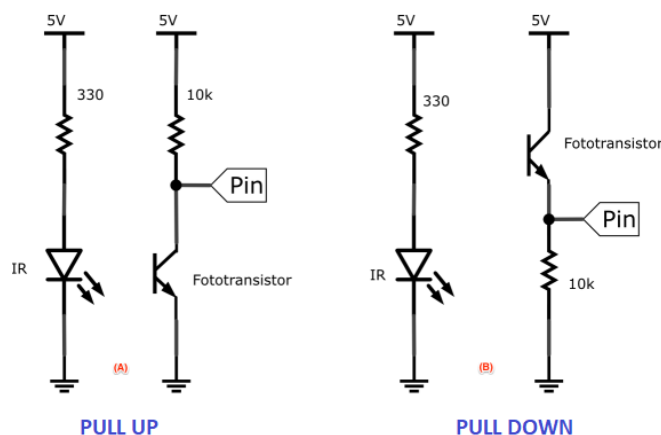 5V
5V
330
10k
Pin
IR
Fototransistor
(A)
PULL UP
5V
5V
330
Fototransistor
Pin
IR
10k
(B)
PULL DOWN